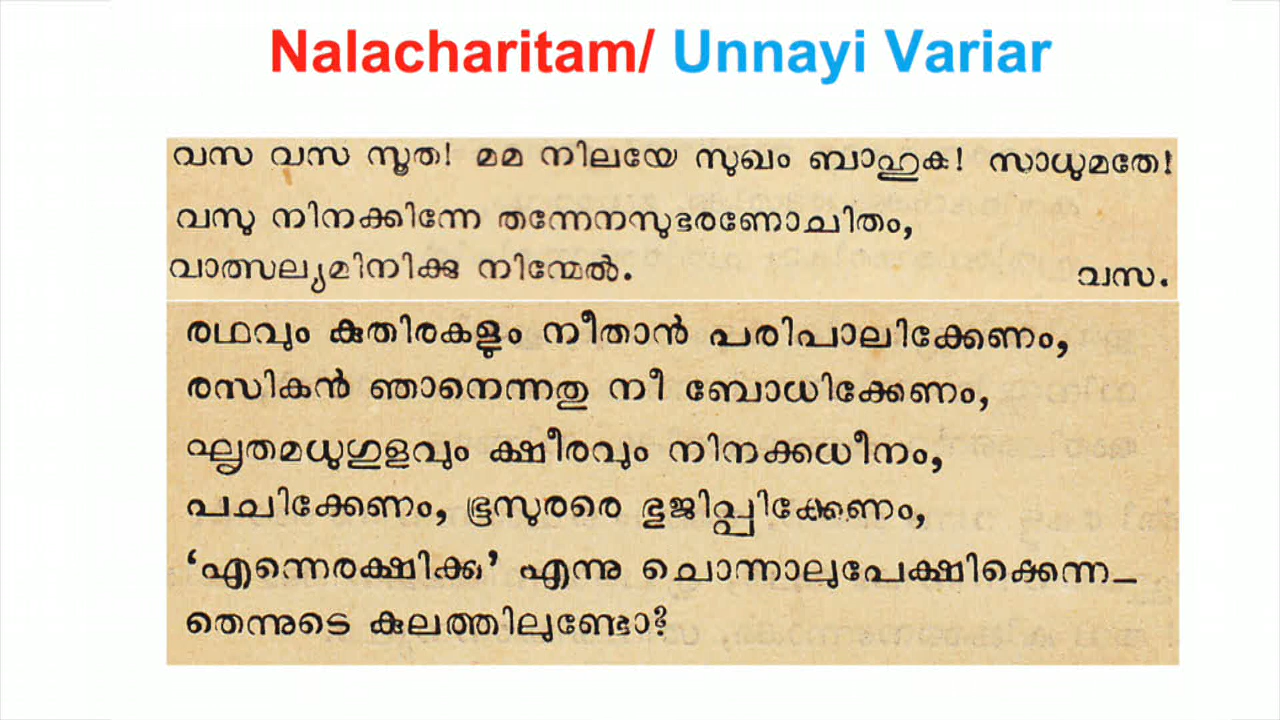 Nalacharitam/ Unnayi Variar
വസ വസ സൂത! മമ നിലയേ സുഖം ബാഹുക! സാധുമതേ!
വസു നിനക്കിന്നേ തന്നേനസുഭരണോചിതം,
വാത്സല്യമിനിക്കു നിന്മേൽ. വസ.
രഥവും കുതിരകളും നീതാൻ പരിപാലിക്കേണം,
രസികൻ ഞാനെന്നതു നീ ബോധിക്കേണം,
ഘൃതമധുഗുളവും ക്ഷീരവും നിനക്കധീനം,
പചിക്കേണം, ഭൂസുരരെ ഭുജിപ്പിക്കേണം,
‘എന്നെരക്ഷിക്ക’ എന്നു ചൊന്നാലുപേക്ഷിക്കെന്ന–
തെന്നുടെ കുലത്തിലുണ്ടോ?